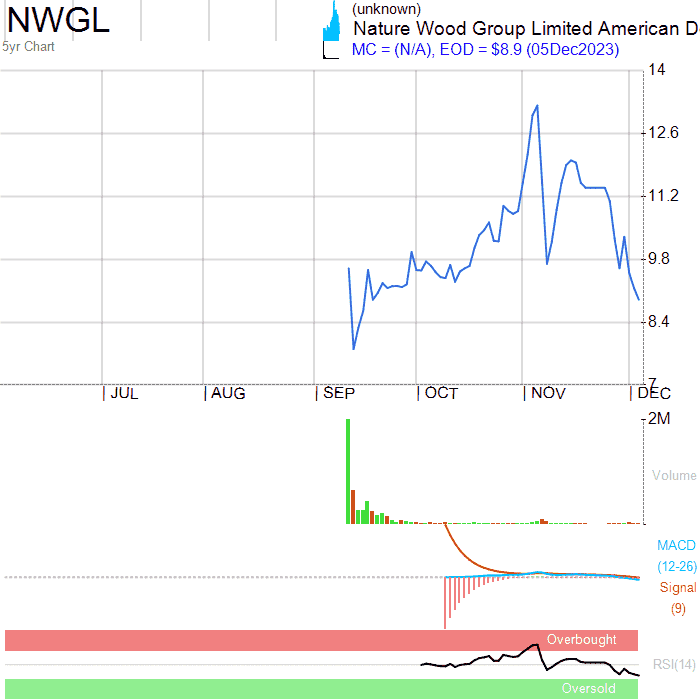 NWGL
5yr Chart
(unknown)
Nature Wood Group Limited American D
MC = (N/A), EOD = $8.9 (05Dec2023)
14
12.6
11.2
9.8
8.4
7
JUL AUG SEP OCT NOV DEC
2M
Volume
MACD
(12-26)
Signal
(9)
Overbought
RSI(14)
Oversold